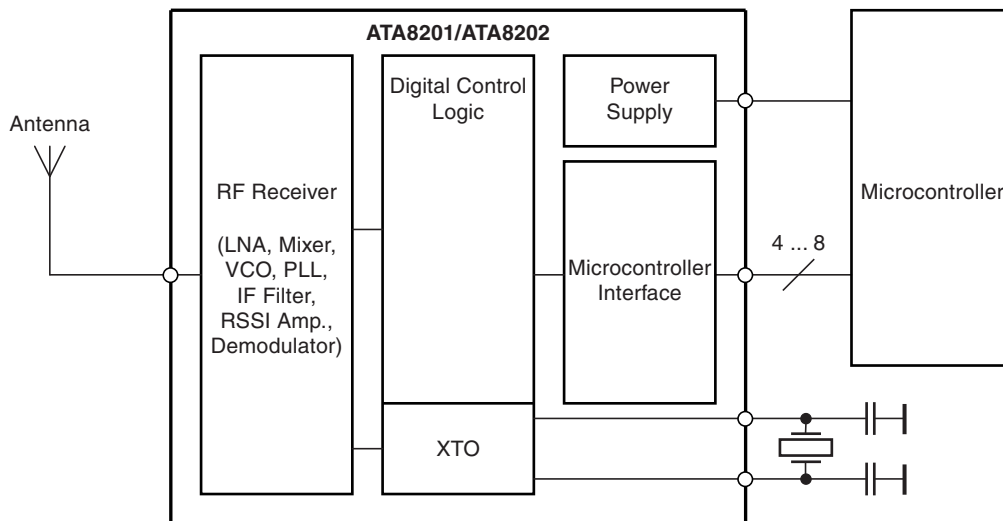 ATA8201/ATA8202
Antenna
RF Receiver
(LNA, Mixer,
VCO, PLL,
IF Filter,
RSSI Amp.,
Demodulator)
Digital Control
Logic
XTO
Power
Supply
Microcontroller
Interface
4 ... 8
Microcontroller